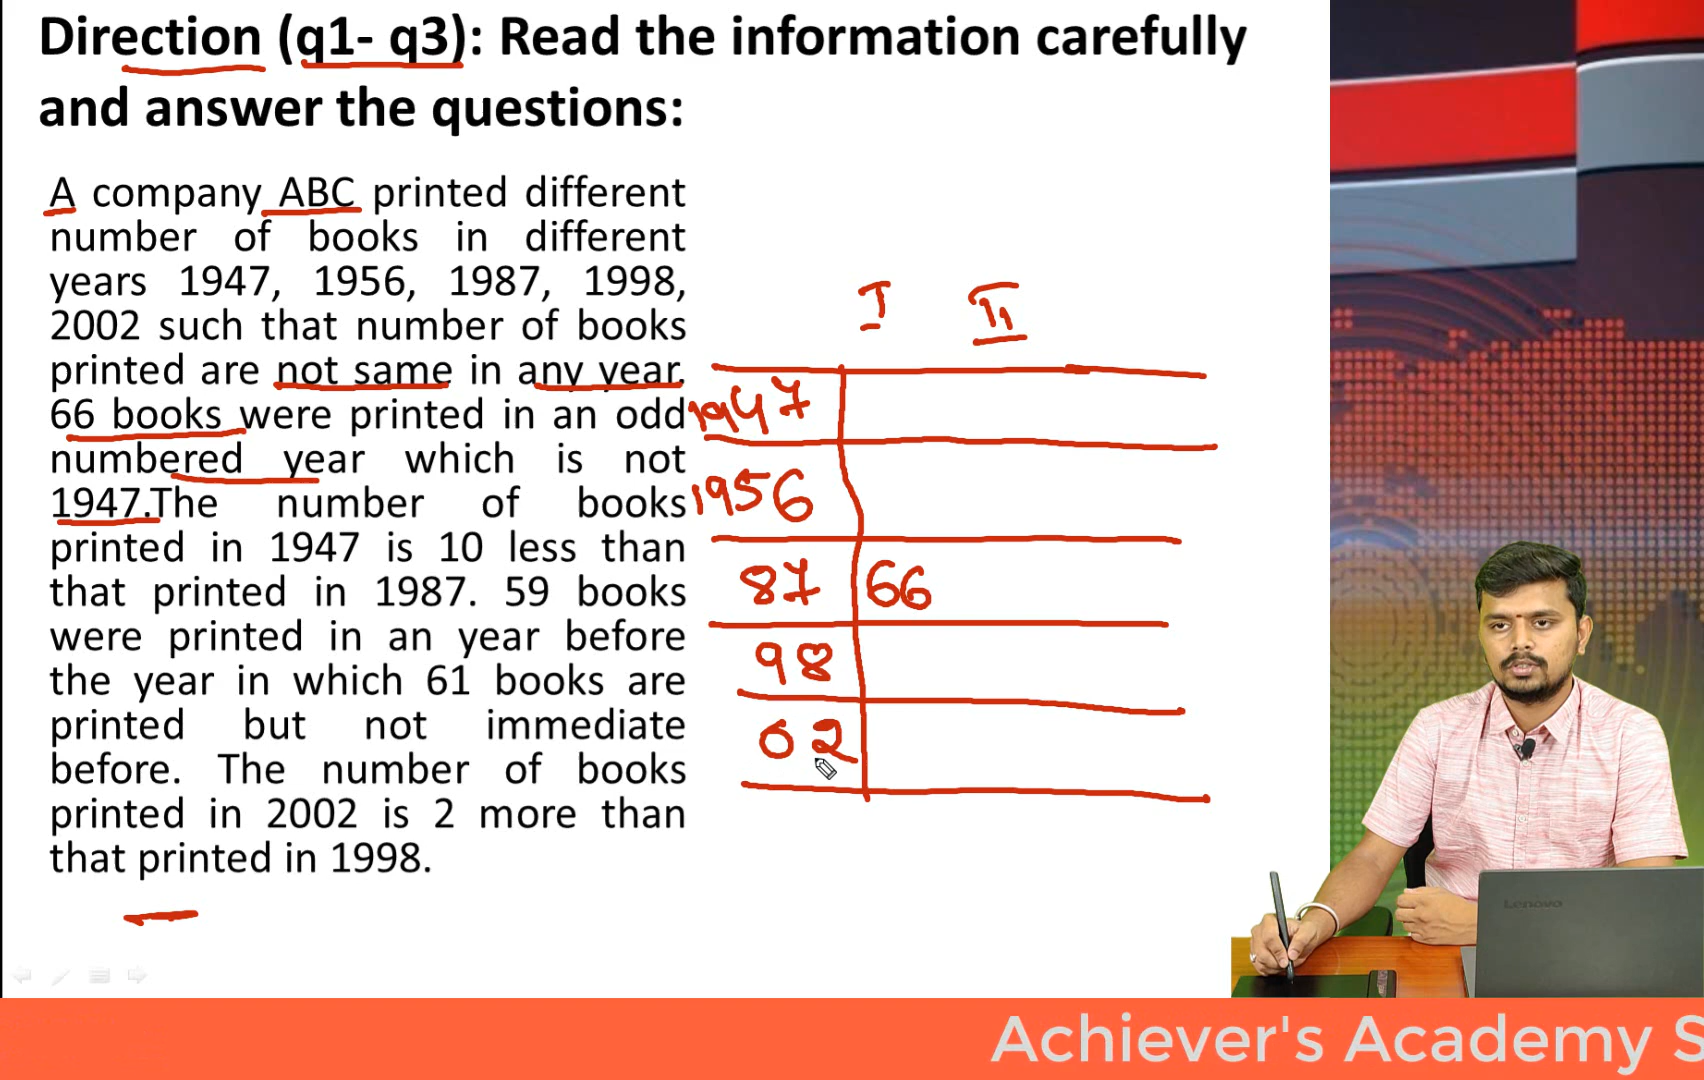 Direction (q1- q3): Read the information carefully
and answer the questions:
A company ABC printed different
number of books in different
years 1947, 1956, 1987, 1998,
2002 such that number of books
printed are not same in any year.
66 books were printed in an odd
numbered year which is not
1947.The number of books
printed in 1947 is 10 less than
that printed in 1987. 59 books
were printed in an year before
the year in which 61 books are
printed but not immediate
before. The number of books
printed in 2002 is 2 more than
that printed in 1998.
I II
1947
1956
87 66
98
02
Lenovo
Achiever's Academy S